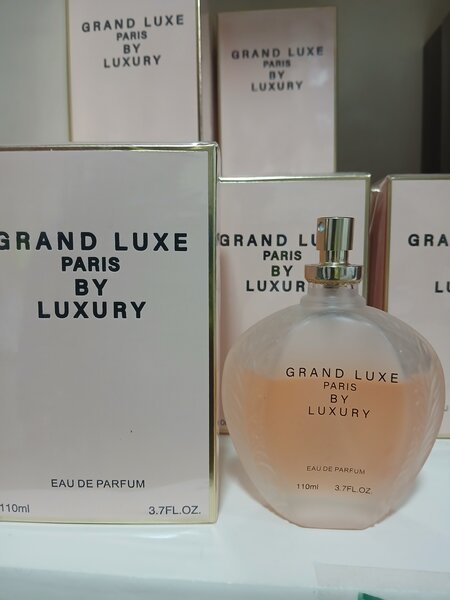 GRAND LUXE
PARIS
BY
LUXURY
GRAND LUXE
PARIS
BY
LUXURY
GRAND LUXE
PARIS
BY
LUXURY
EAU DE PARFUM
110ml 3.7FL.OZ.
GRAND LUXE
PARIS
BY
LUXURY
GRAND LUXE
PARIS
BY
LUXURY
EAU DE PARFUM
110ml 3.7FL.OZ.